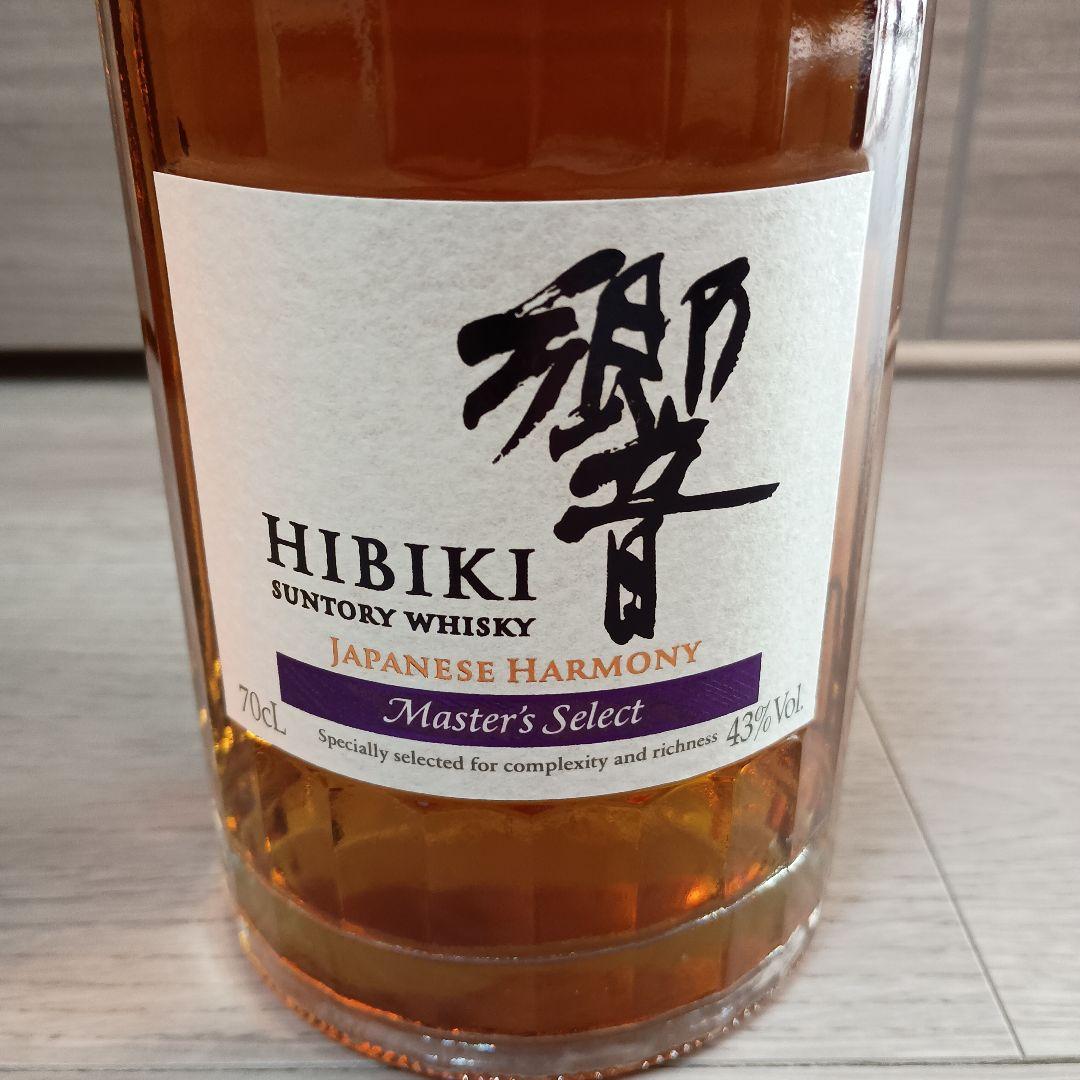 響
HIBIKI
SUNTORY WHISKY
JAPANESE HARMONY
Master's Select
70cL
Specially selected for complexity and richness
43% Vol.